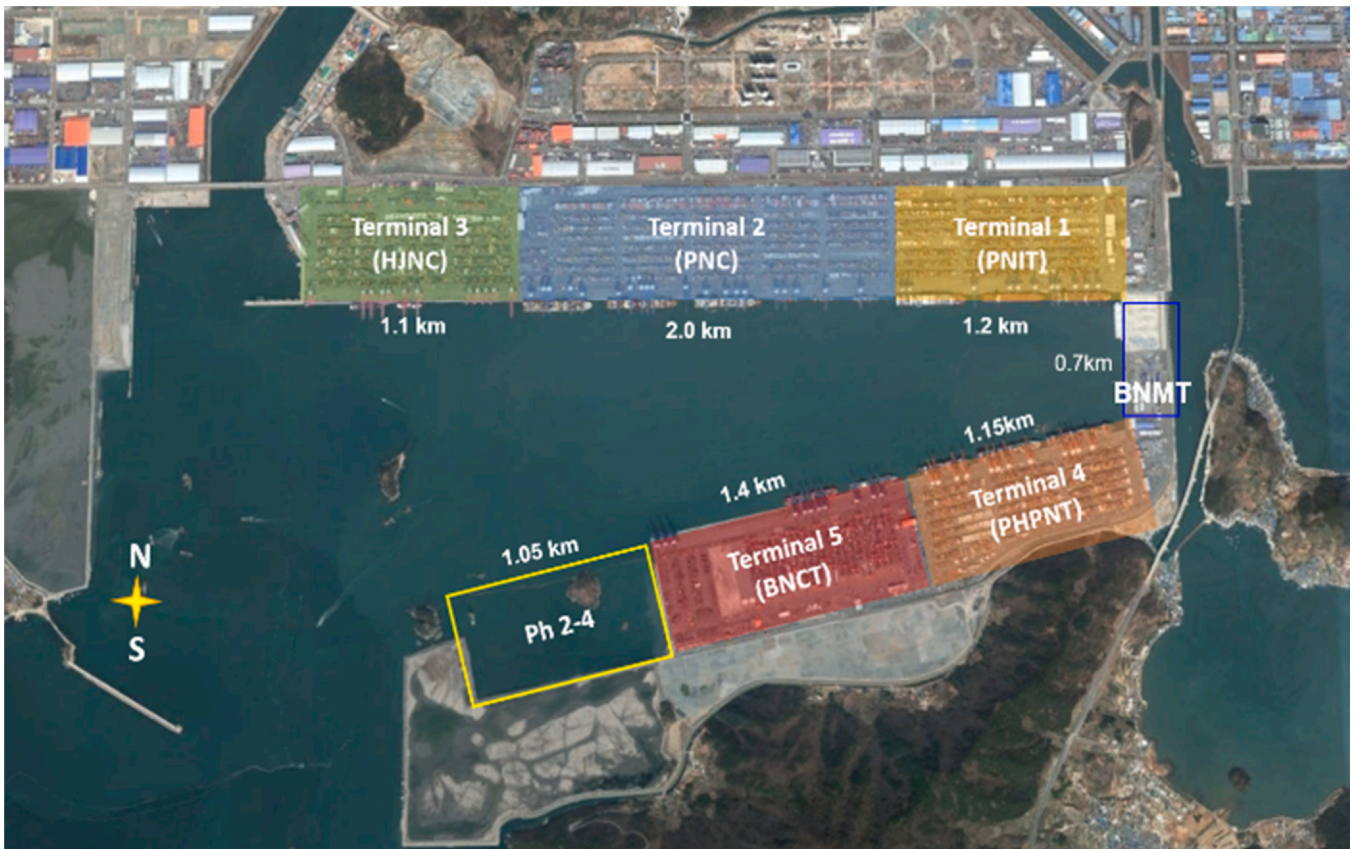 Terminal 3
(HJNC)
Terminal 2
(PNC)
Terminal 1
(PNIT)
1.1 km
2.0 km
1.2 km
0.7km
BNMT
1.15km
Terminal 4
(PHPNT)
1.4 km
Terminal 5
(BNCT)
1.05 km
Ph 2-4
N
S